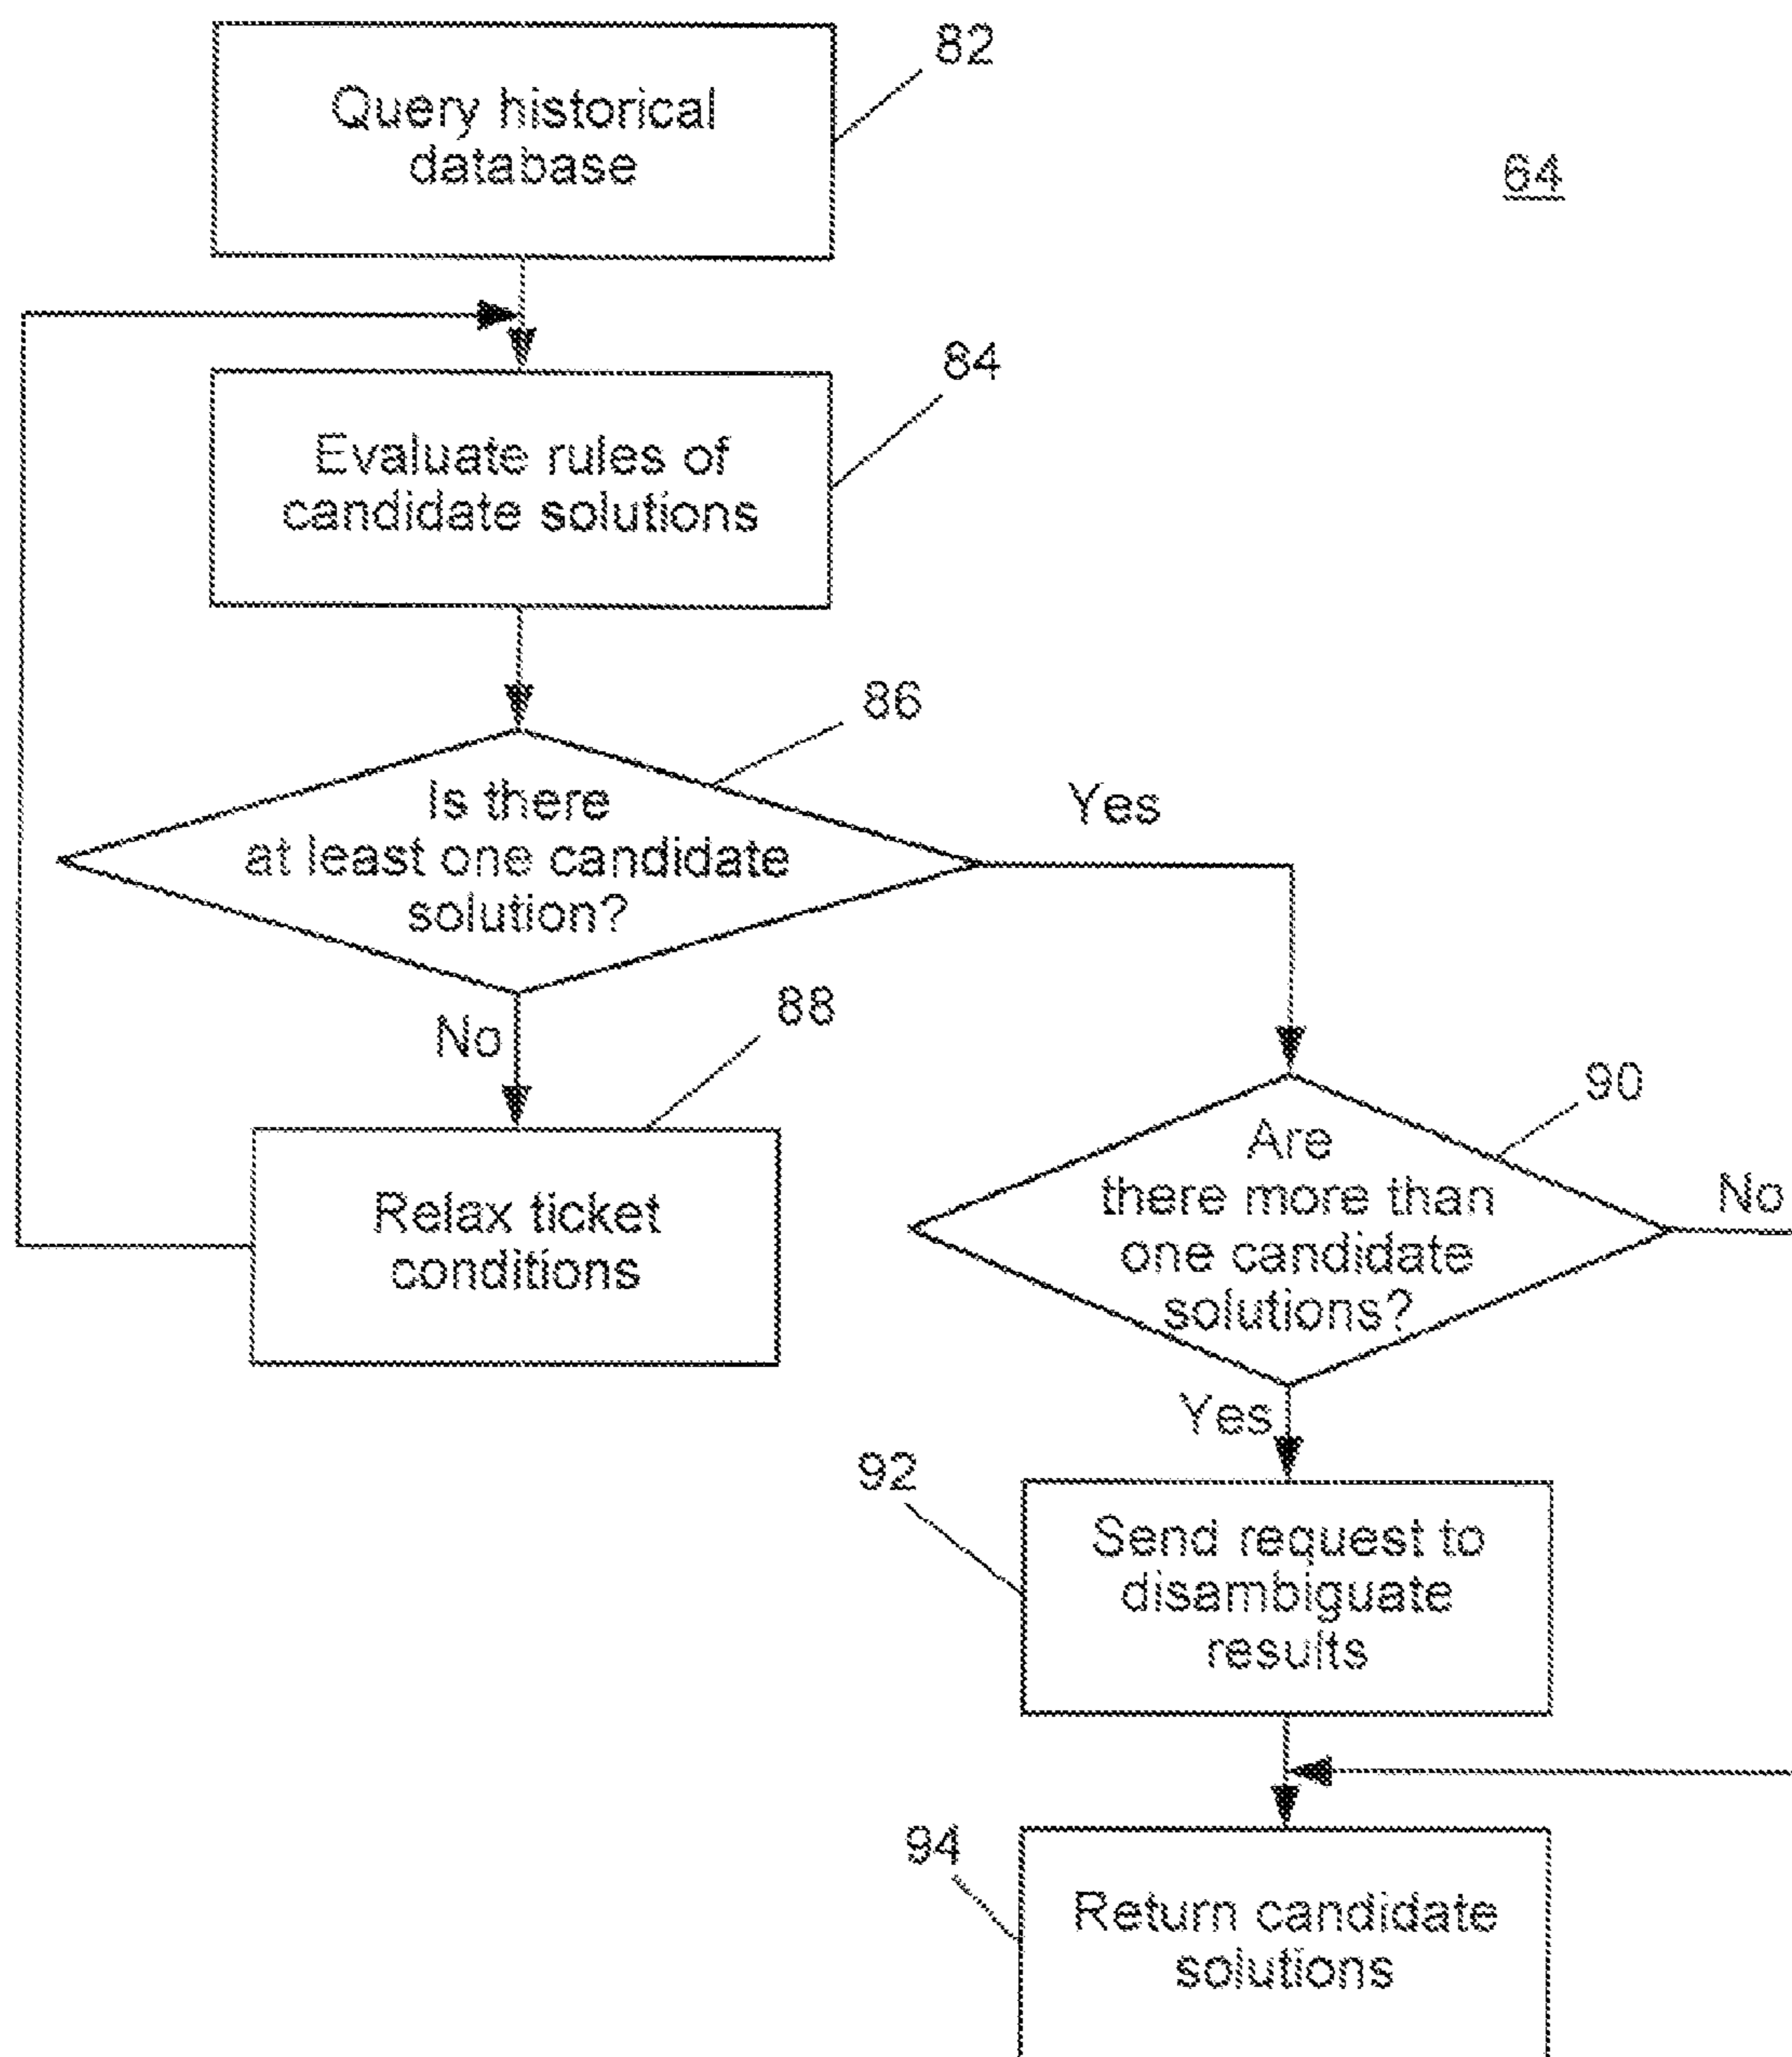 82
Query historical
database
64
84
Evaluate rules of
candidate solutions
86
Is there
at least one candidate
solution?
Yes
No
88
Relax ticket
conditions
90
Are
there more than
one candidate
solutions?
No
Yes
92
Send request to
disambiguate
results
94
Return candidate
solutions